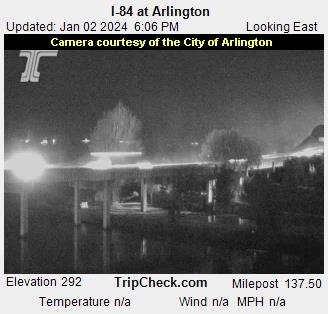 I-84 at Arlington
Updated: Jan 02 2024 6:06 PM Looking East
Camera courtesy of the City of Arlington
Elevation 292 TripCheck.com Milepost 137.50
Temperature n/a Wind n/a MPH n/a